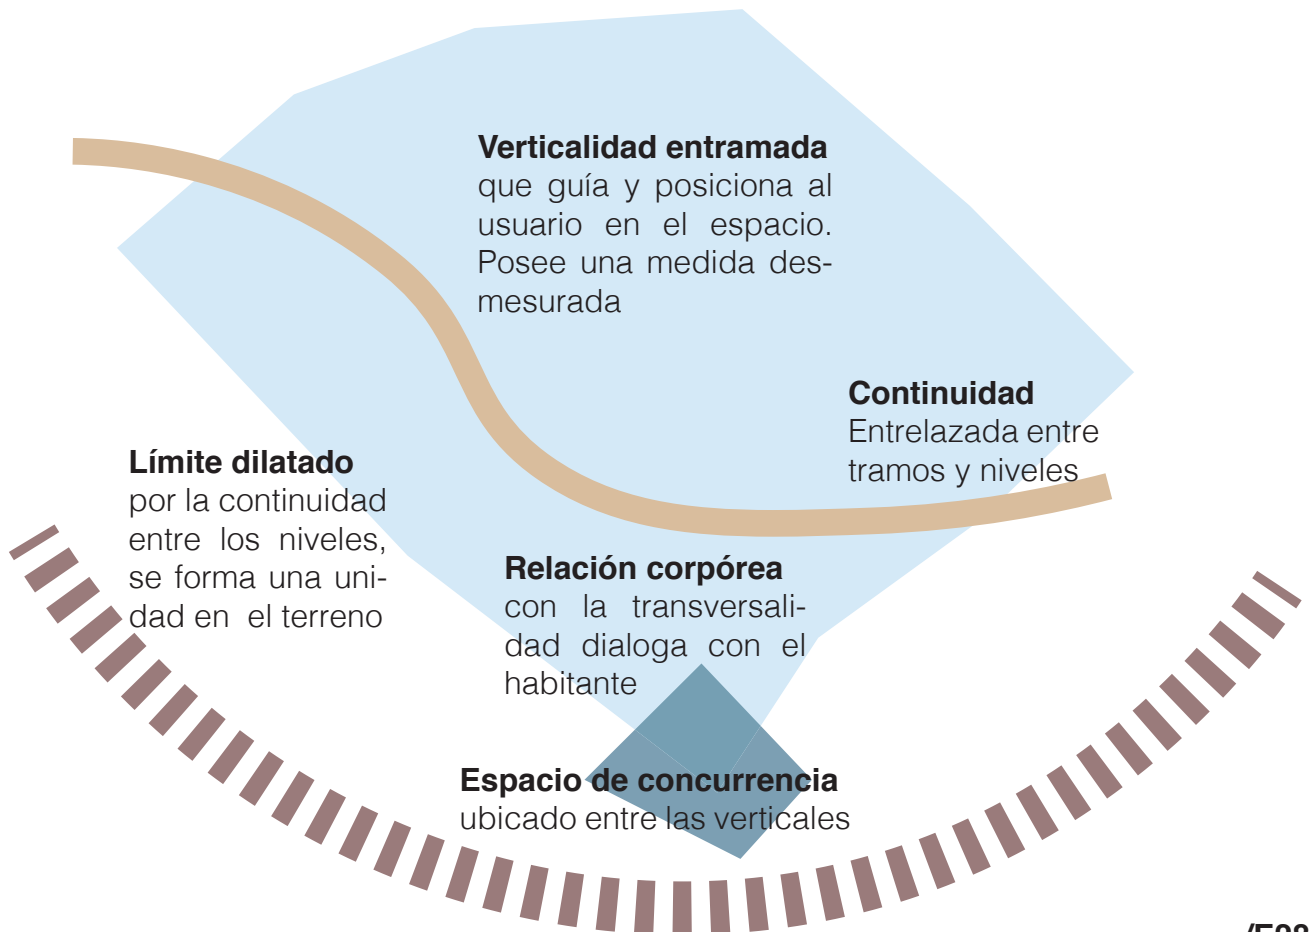 Verticalidad entramada
que guía y posiciona al
usuario en el espacio.
Posee una medida des-
mesurada
Continuidad
Entrelazada entre
tramos y niveles
Límite dilatado
por la continuidad
entre los niveles,
se forma una uni-
dad en el terreno
Relación corpórea
con la transversali-
dad dialoga con el
habitante
Espacio de concurrencia
ubicado entre las verticales